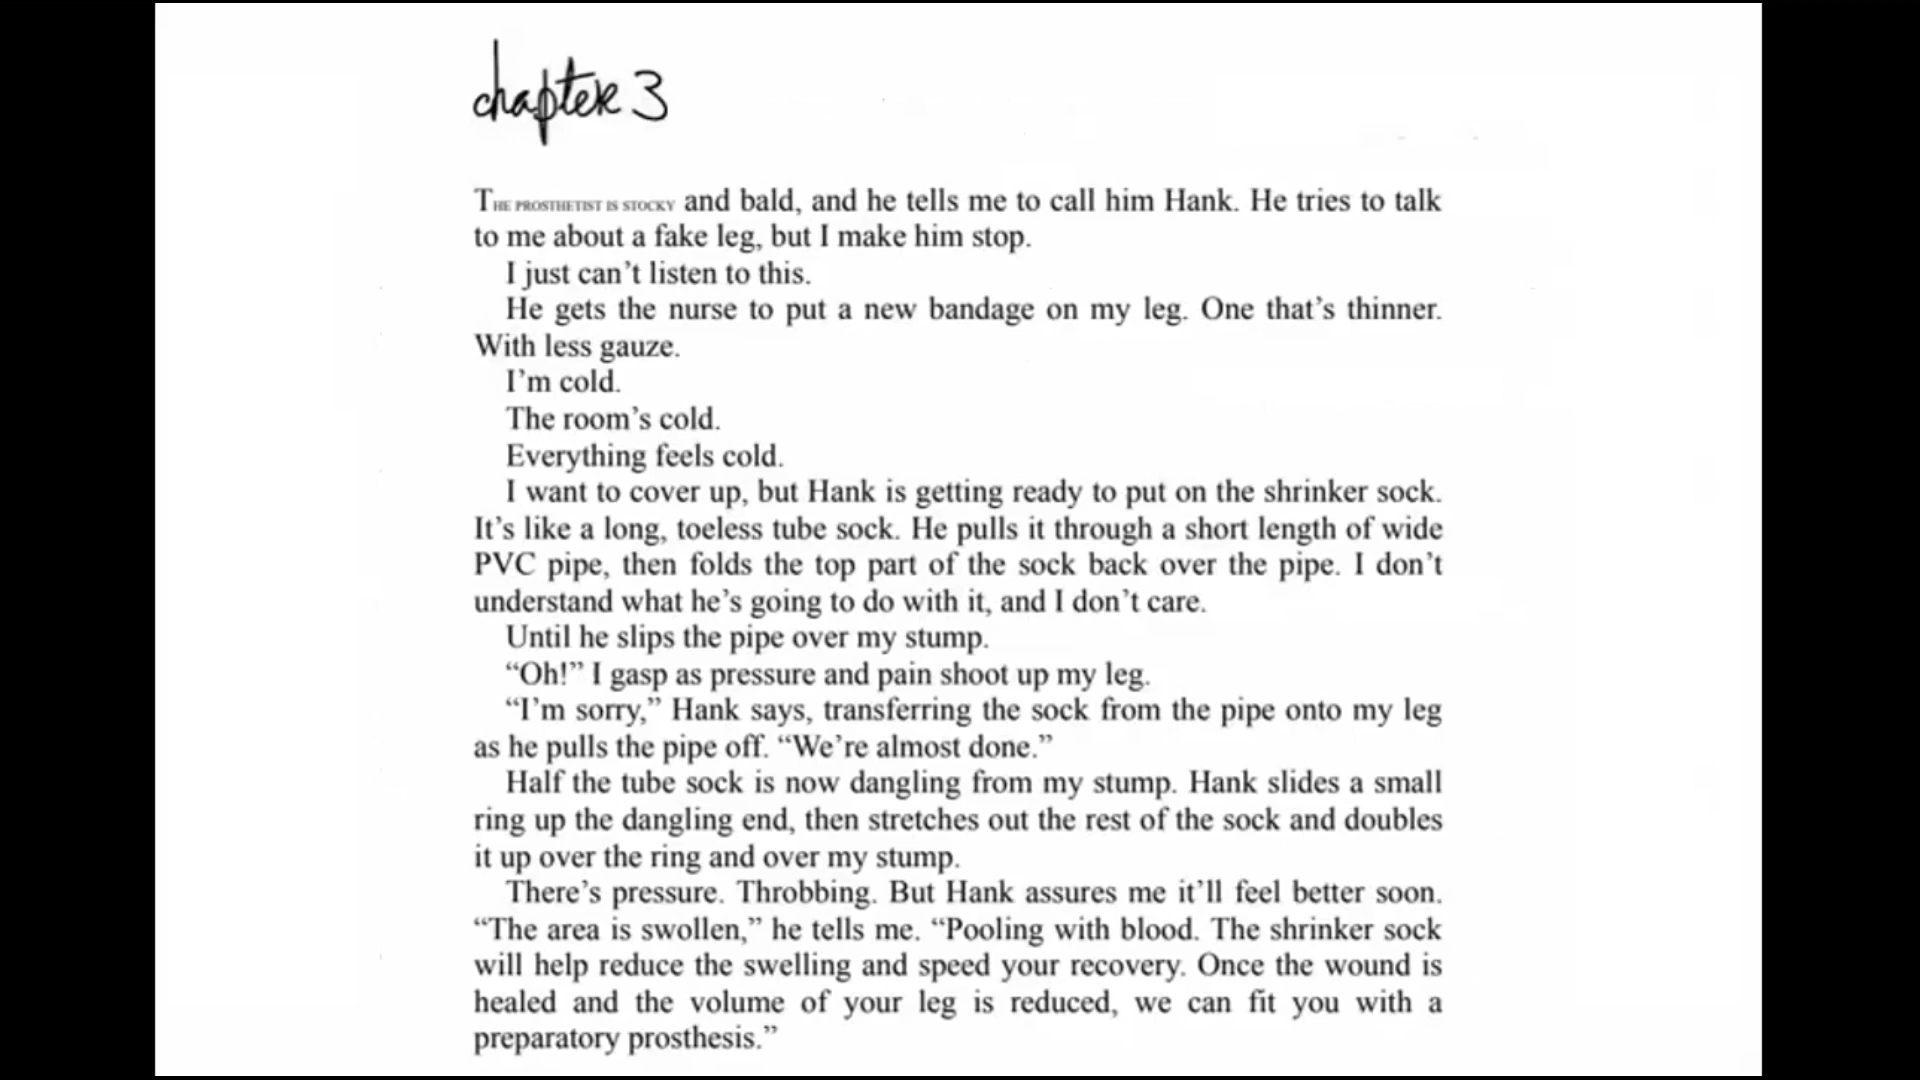 chapter 3
THE PROSTHETIST IS STOCKY and bald, and he tells me to call him Hank. He tries to talk
to me about a fake leg, but I make him stop.
I just can’t listen to this.
He gets the nurse to put a new bandage on my leg. One that’s thinner.
With less gauze.
I’m cold.
The room’s cold.
Everything feels cold.
I want to cover up, but Hank is getting ready to put on the shrinker sock.
It’s like a long, toeless tube sock. He pulls it through a short length of wide
PVC pipe, then folds the top part of the sock back over the pipe. I don’t
understand what he’s going to do with it, and I don’t care.
Until he slips the pipe over my stump.
“Oh!” I gasp as pressure and pain shoot up my leg.
“I’m sorry,” Hank says, transferring the sock from the pipe onto my leg
as he pulls the pipe off. “We’re almost done.”
Half the tube sock is now dangling from my stump. Hank slides a small
ring up the dangling end, then stretches out the rest of the sock and doubles
it up over the ring and over my stump.
There’s pressure. Throbbing. But Hank assures me it’ll feel better soon.
“The area is swollen,” he tells me. “Pooling with blood. The shrinker sock
will help reduce the swelling and speed your recovery. Once the wound is
healed and the volume of your leg is reduced, we can fit you with a
preparatory prosthesis.”